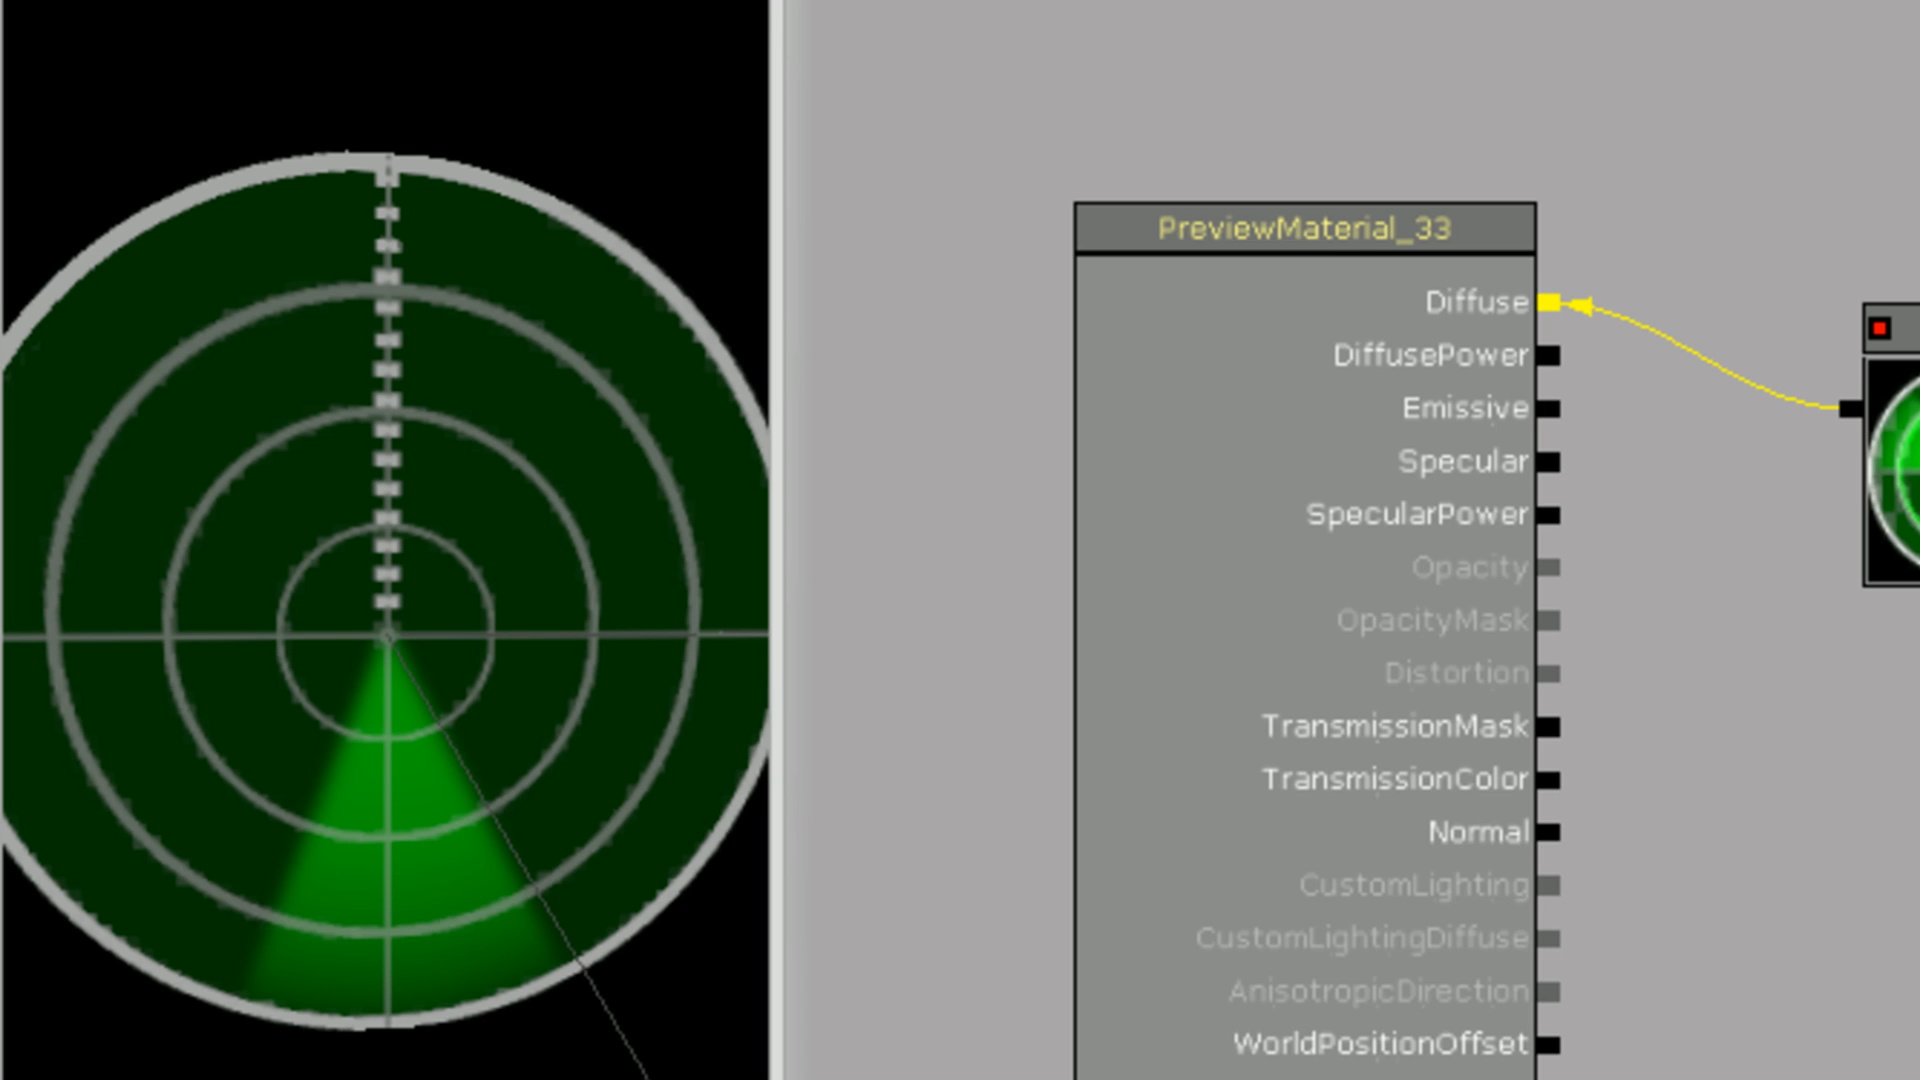 PreviewMaterial_33
Diffuse
DiffusePower
Emissive
Specular
SpecularPower
Opacity
OpacityMask
Distortion
TransmissionMask
TransmissionColor
Normal
CustomLighting
CustomLightingDiffuse
AnisotropicDirection
WorldPositionOffset